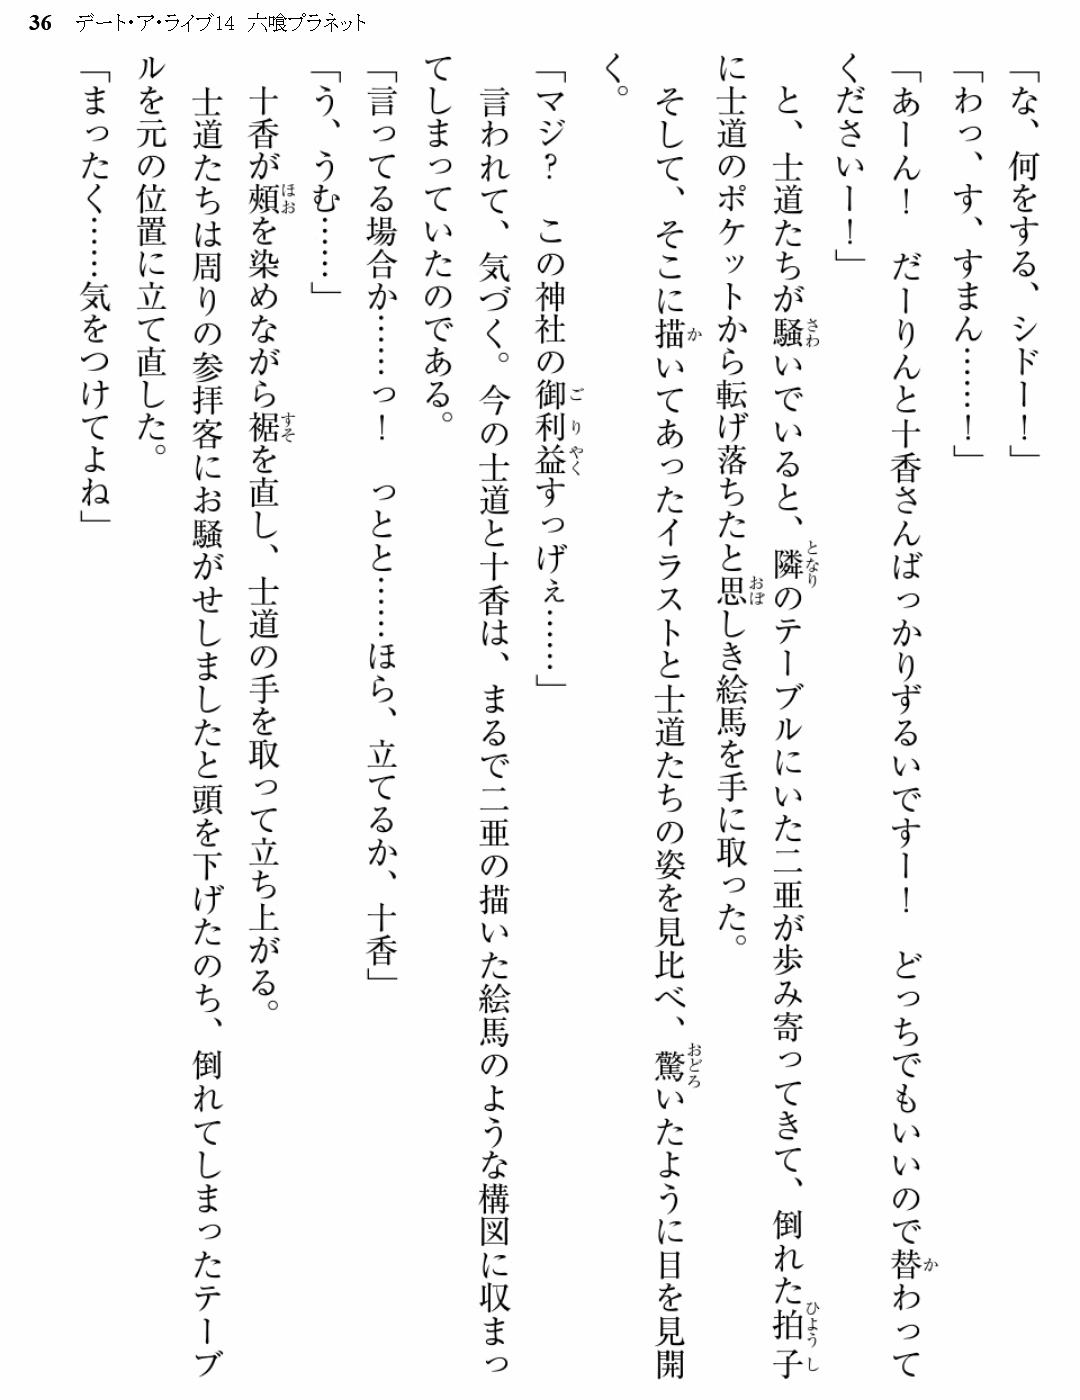 36 デート・ア・ライブ14 六喰プラネット
「な、何をする、シドー！」
「わっ、す、すまん……！」
「あーん！　だーりんと十香さんばっかりずるいですー！　どっちでもいいので替わって
くださいー！」
　と、士道たちが騒いでいると、隣のテーブルにいた二亜が歩み寄ってきて、倒れた拍子
に士道のポケットから転げ落ちたと思しき絵馬を手に取った。
　そして、そこに描いてあったイラストと士道たちの姿を見比べ、驚いたように目を見開
く。
「マジ？　この神社の御利益すっげぇ……」
　言われて、気づく。今の士道と十香は、まるで二亜の描いた絵馬のような構図に収まっ
てしまっていたのである。
「言ってる場合か……っ！　っとと……ほら、立てるか、十香」
「う、うむ……」
　十香が頰を染めながら裾を直し、士道の手を取って立ち上がる。
　士道たちは周りの参拝客にお騒がせしましたと頭を下げたのち、倒れてしまったテーブ
ルを元の位置に立て直した。
「まったく……気をつけてよね」